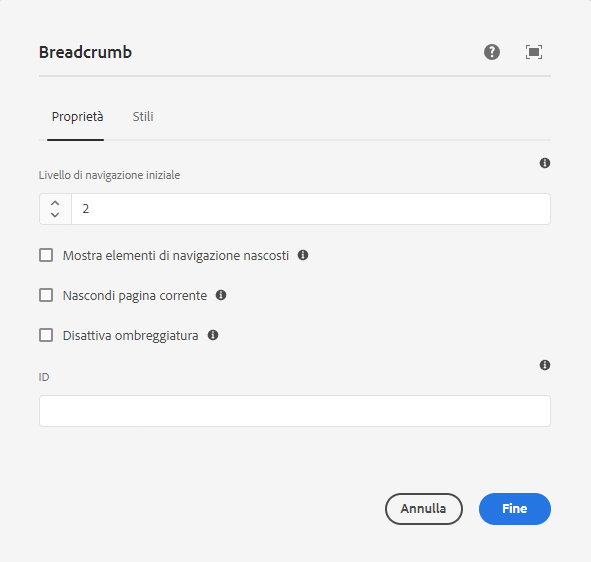 Breadcrumb
Proprietà Stili
Livello di navigazione iniziale
2
Mostra elementi di navigazione nascosti
Nascondi pagina corrente
Disattiva ombreggiatura
ID
Annulla Fine